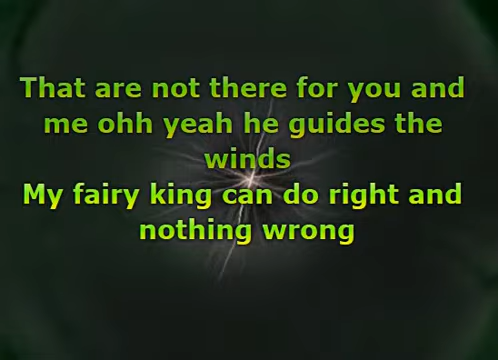 That are not there for you and
me ohh yeah he guides the
winds
My fairy king can do right and
nothing wrong